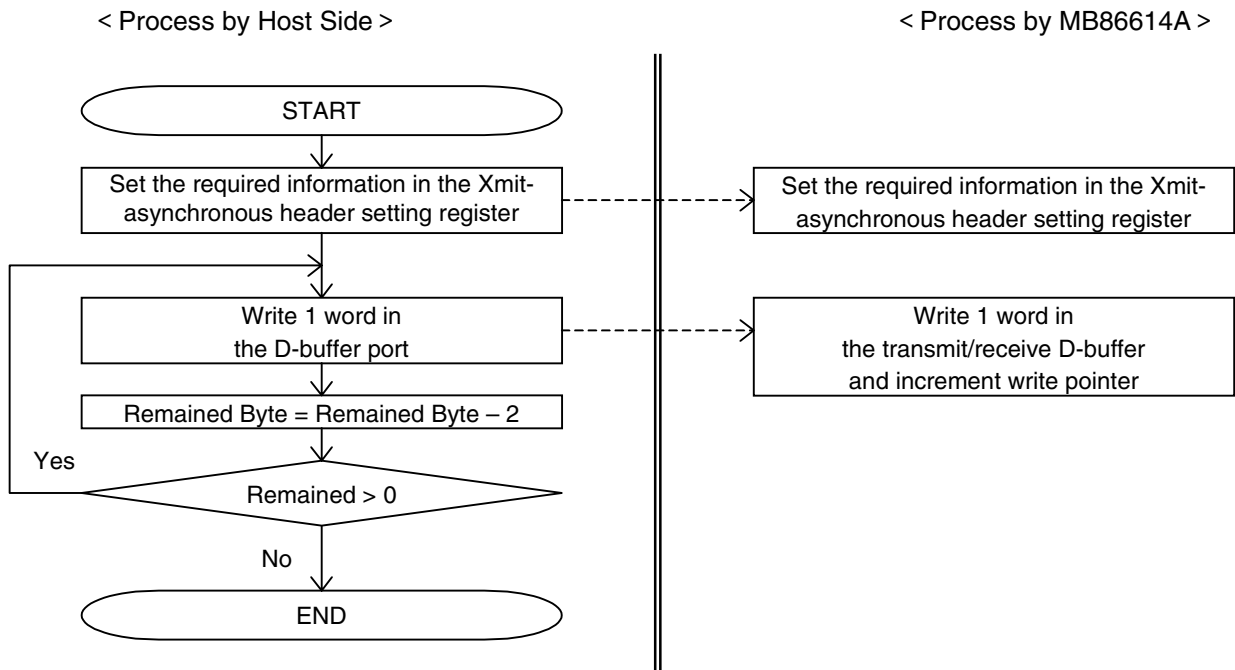 < Process by Host Side >
< Process by MB86614A >
START
Set the required information in the Xmit-
asynchronous header setting register
Set the required information in the Xmit-
asynchronous header setting register
Write 1 word in
the D-buffer port
Write 1 word in
the transmit/receive D-buffer
and increment write pointer
Remained Byte = Remained Byte – 2
Yes
Remained > 0
No
END